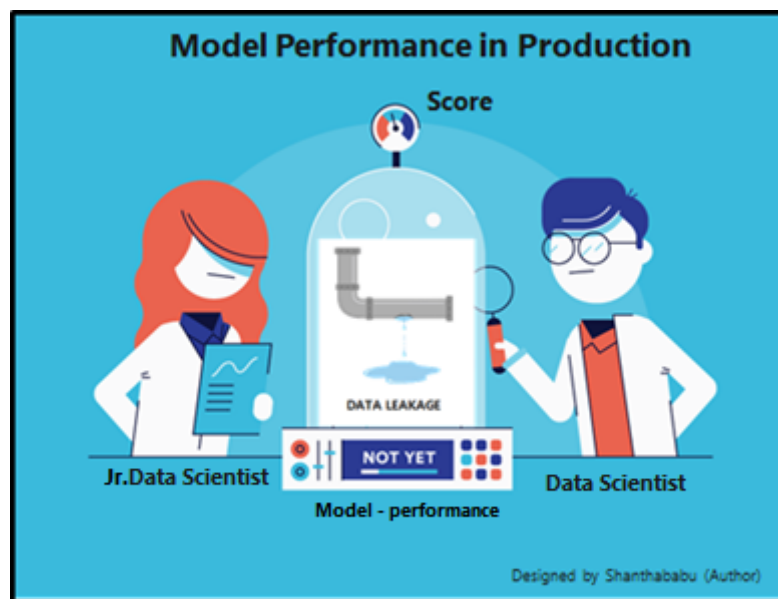 Model Performance in Production
Score
DATA LEAKAGE
NOT YET
Jr.Data Scientist
Data Scientist
Model - performance
Designed by Shanthababu (Author)